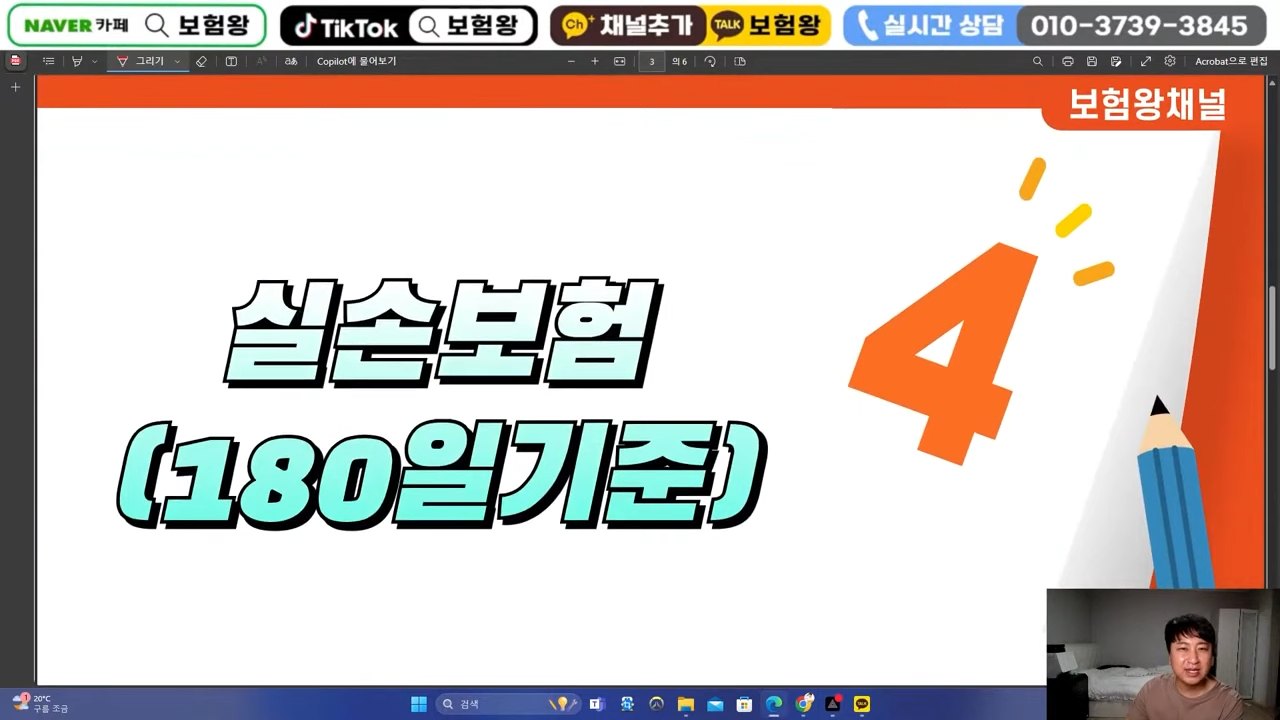 NAVER 카페 보험왕
TikTok 보험왕
Ch+ 채널추가 TALK 보험왕
실시간 상담 010-3739-3845
그리기
Copilot에 물어보기
3 의 6
Acrobat으로 편집
보험왕채널
실손보험
(180일기준)
4
1
20°C
구름 조금
검색
TALK